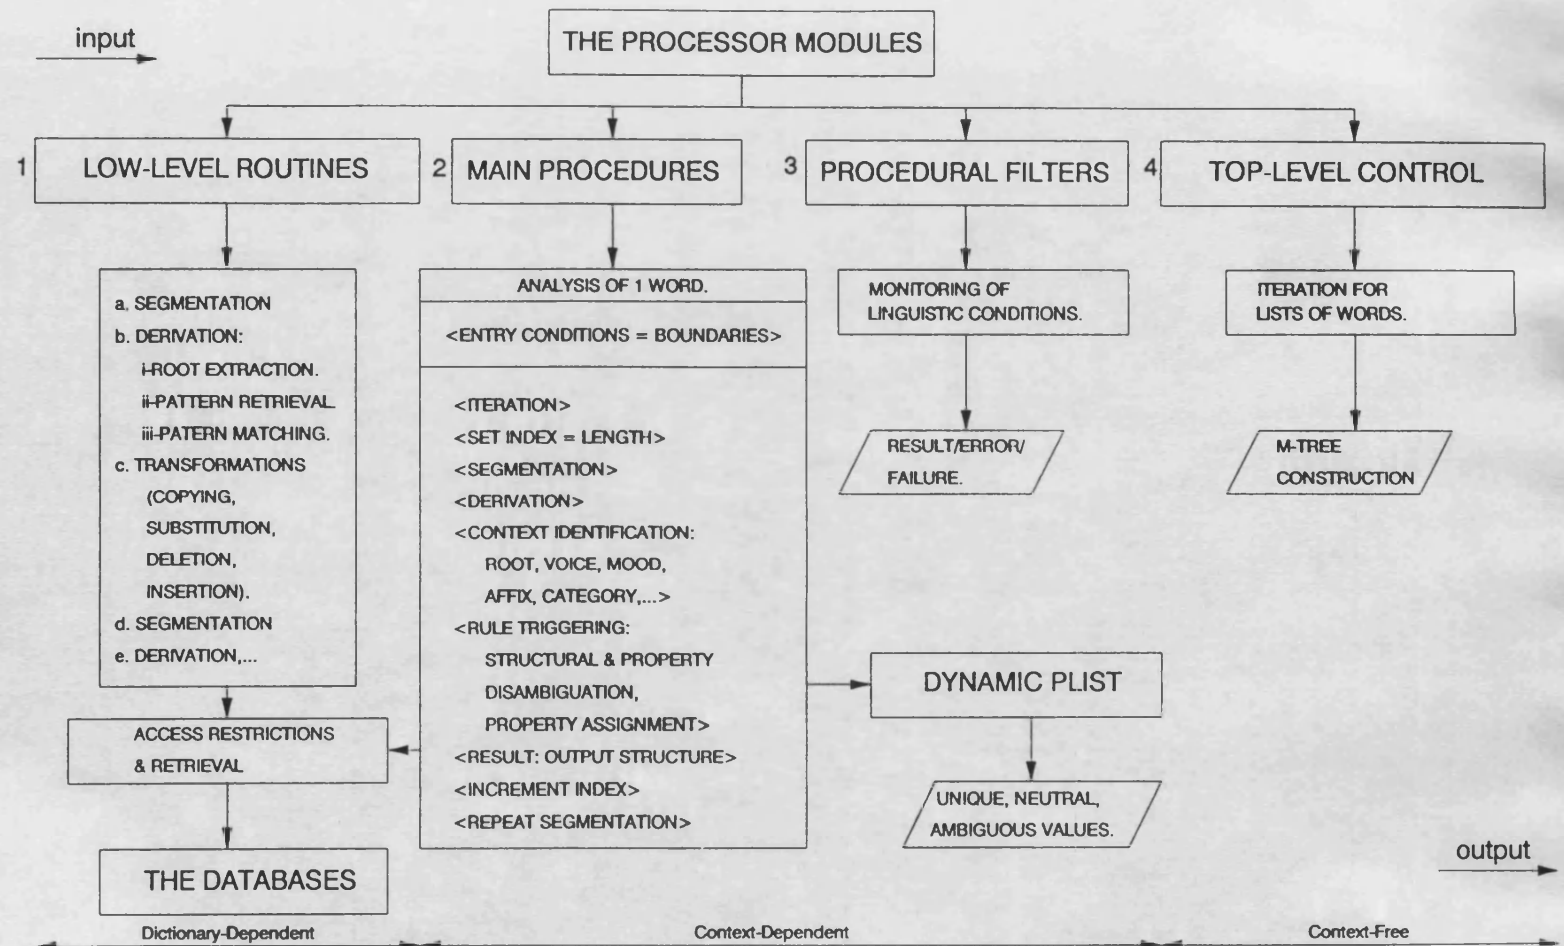 input
THE PROCESSOR MODULES
1
LOW-LEVEL ROUTINES
2
MAIN PROCEDURES
3
PROCEDURAL FILTERS
4
TOP-LEVEL CONTROL
a. SEGMENTATION
b. DERIVATION:
i-ROOT EXTRACTION.
ii-PATTERN RETRIEVAL
iii-PATERN MATCHING.
c. TRANSFORMATIONS
(COPYING,
SUBSTITUTION,
DELETION,
INSERTION).
d. SEGMENTATION
e. DERIVATION,...
ACCESS RESTRICTIONS
& RETRIEVAL
THE DATABASES
ANALYSIS OF 1 WORD.
<ENTRY CONDITIONS = BOUNDARIES>
<ITERATION>
<SET INDEX = LENGTH>
<SEGMENTATION>
<DERIVATION>
<CONTEXT IDENTIFICATION:
ROOT, VOICE, MOOD,
AFFIX, CATEGORY,...>
<RULE TRIGGERING:
STRUCTURAL & PROPERTY
DISAMBIGUATION,
PROPERTY ASSIGNMENT>
<RESULT: OUTPUT STRUCTURE>
<INCREMENT INDEX>
<REPEAT SEGMENTATION>
MONITORING OF
LINGUISTIC CONDITIONS.
RESULT/ERROR/
FAILURE.
DYNAMIC PLIST
UNIQUE, NEUTRAL,
AMBIGUOUS VALUES.
ITERATION FOR
LISTS OF WORDS.
M-TREE
CONSTRUCTION
output
Dictionary-Dependent
Context-Dependent
Context-Free